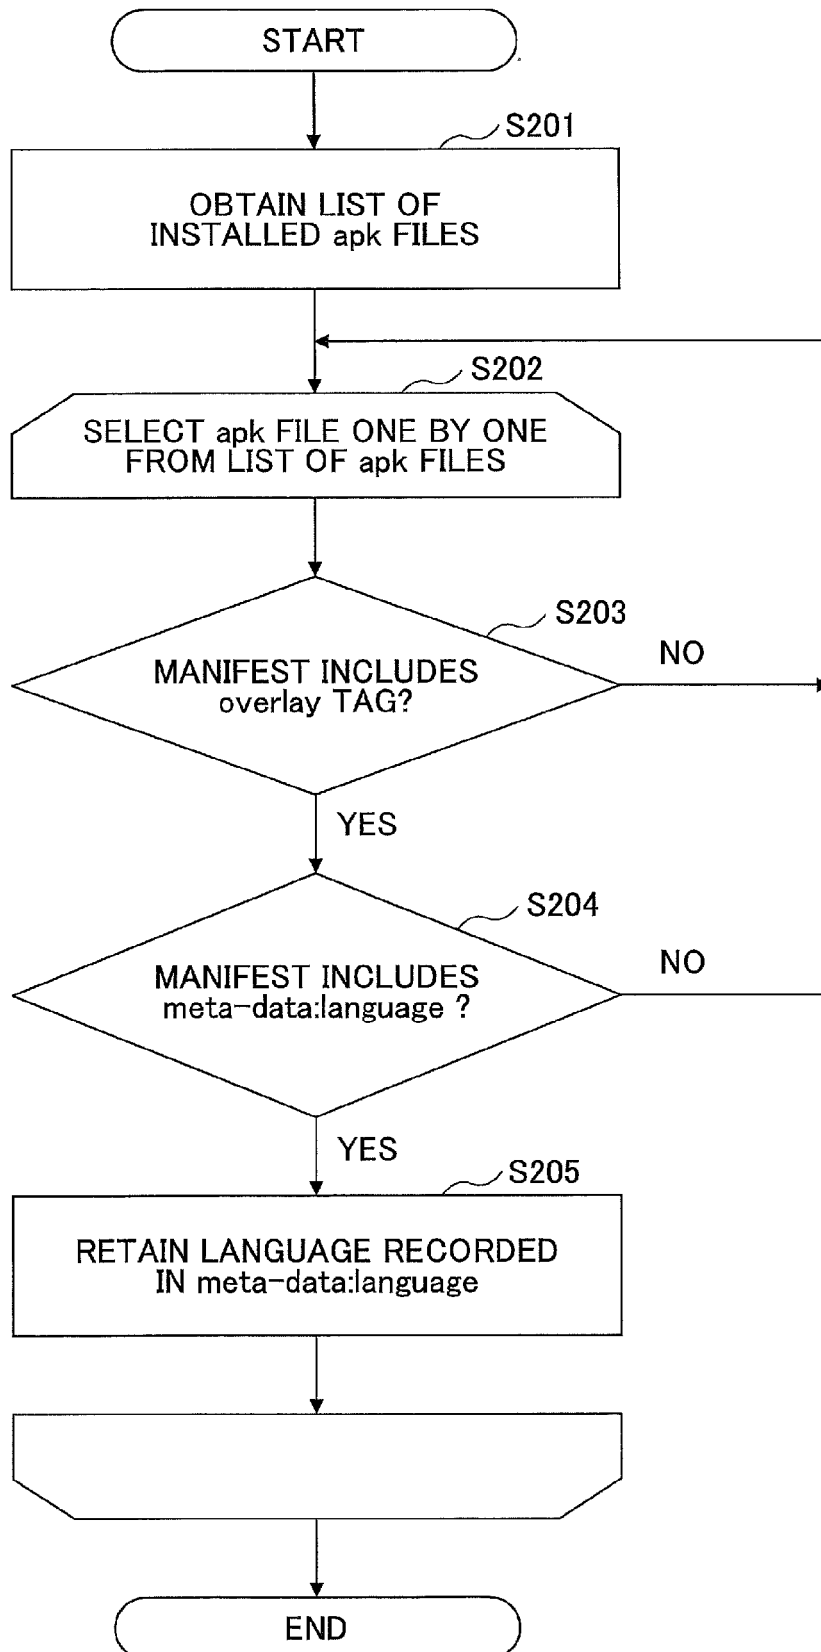 START
S201
OBTAIN LIST OF
INSTALLED apk FILES
S202
SELECT apk FILE ONE BY ONE
FROM LIST OF apk FILES
S203
MANIFEST INCLUDES
overlay TAG?
NO
YES
S204
MANIFEST INCLUDES
meta-data:language ?
NO
YES
S205
RETAIN LANGUAGE RECORDED
IN meta-data:language
END